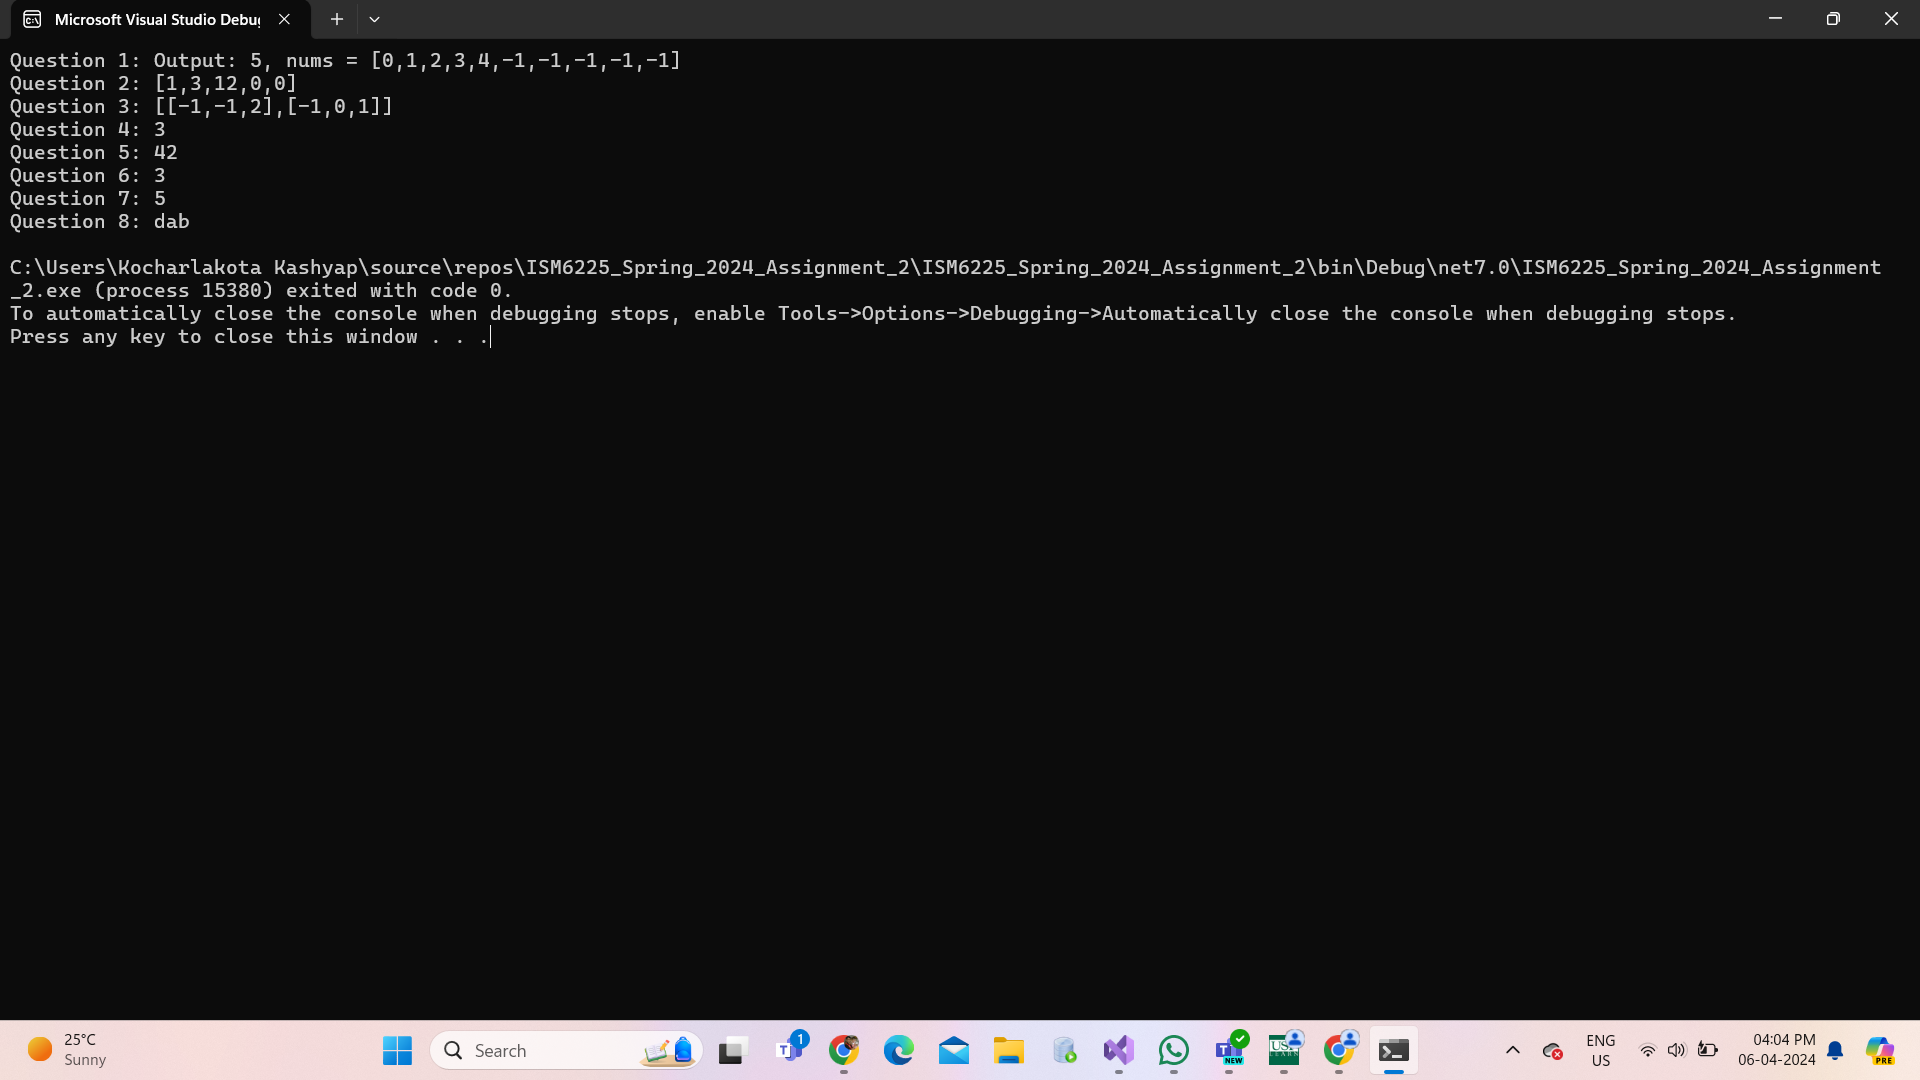 Microsoft Visual Studio Debug
Question 1: Output: 5, nums = [0,1,2,3,4,-1,-1,-1,-1,-1]
Question 2: [1,3,12,0,0]
Question 3: [[-1,-1,2],[-1,0,1]]
Question 4: 3
Question 5: 42
Question 6: 3
Question 7: 5
Question 8: dab
C:\Users\Kocharlakota Kashyap\source\repos\ISM6225_Spring_2024_Assignment_2\ISM6225_Spring_2024_Assignment_2\bin\Debug\net7.0\ISM6225_Spring_2024_Assignment
_2.exe (process 15380) exited with code 0.
To automatically close the console when debugging stops, enable Tools->Options->Debugging->Automatically close the console when debugging stops.
Press any key to close this window . . .
25°C
Sunny
Search
1
NEW
ENG
US
04:04 PM
06-04-2024
PRE